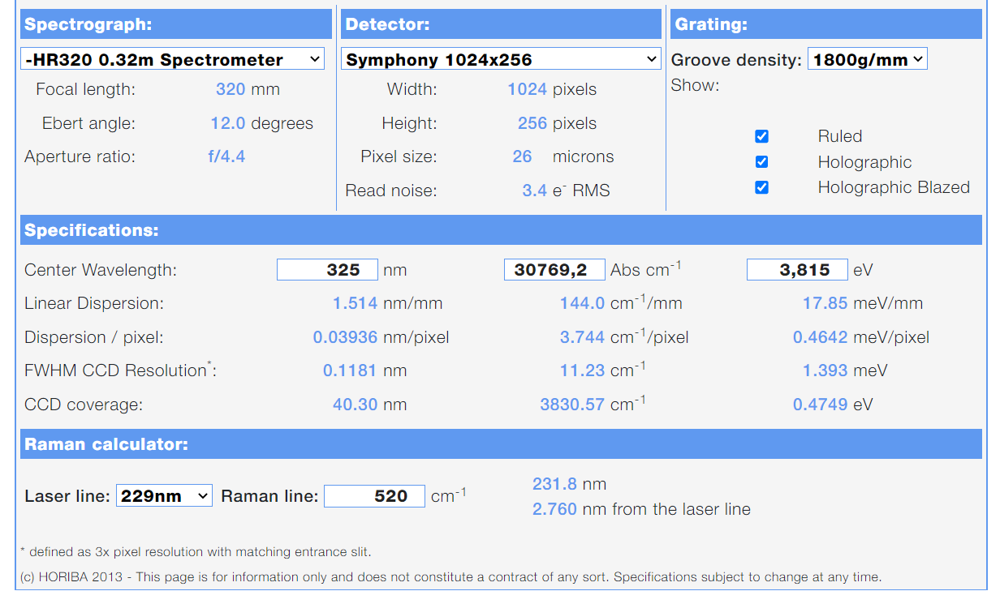 Spectrograph: Detector: Grating:
-HR320 0.32m Spectrometer Symphony 1024x256 Groove density: 1800g/mm
Focal length: 320 mm Width: 1024 pixels Show:
Ebert angle: 12.0 degrees Height: 256 pixels Ruled
Aperture ratio: f/4.4 Pixel size: 26 microns Holographic
Read noise: 3.4 e- RMS Holographic Blazed
Specifications:
Center Wavelength: 325 nm 30769,2 Abs cm-1 3,815 eV
Linear Dispersion: 1.514 nm/mm 144.0 cm-1/mm 17.85 meV/mm
Dispersion / pixel: 0.03936 nm/pixel 3.744 cm-1/pixel 0.4642 meV/pixel
FWHM CCD Resolution*: 0.1181 nm 11.23 cm-1 1.393 meV
CCD coverage: 40.30 nm 3830.57 cm-1 0.4749 eV
Raman calculator:
Laser line: 229nm Raman line: 520 cm-1 231.8 nm
2.760 nm from the laser line
* defined as 3x pixel resolution with matching entrance slit.
(c) HORIBA 2013 - This page is for information only and does not constitute a contract of any sort. Specifications subject to change at any time.